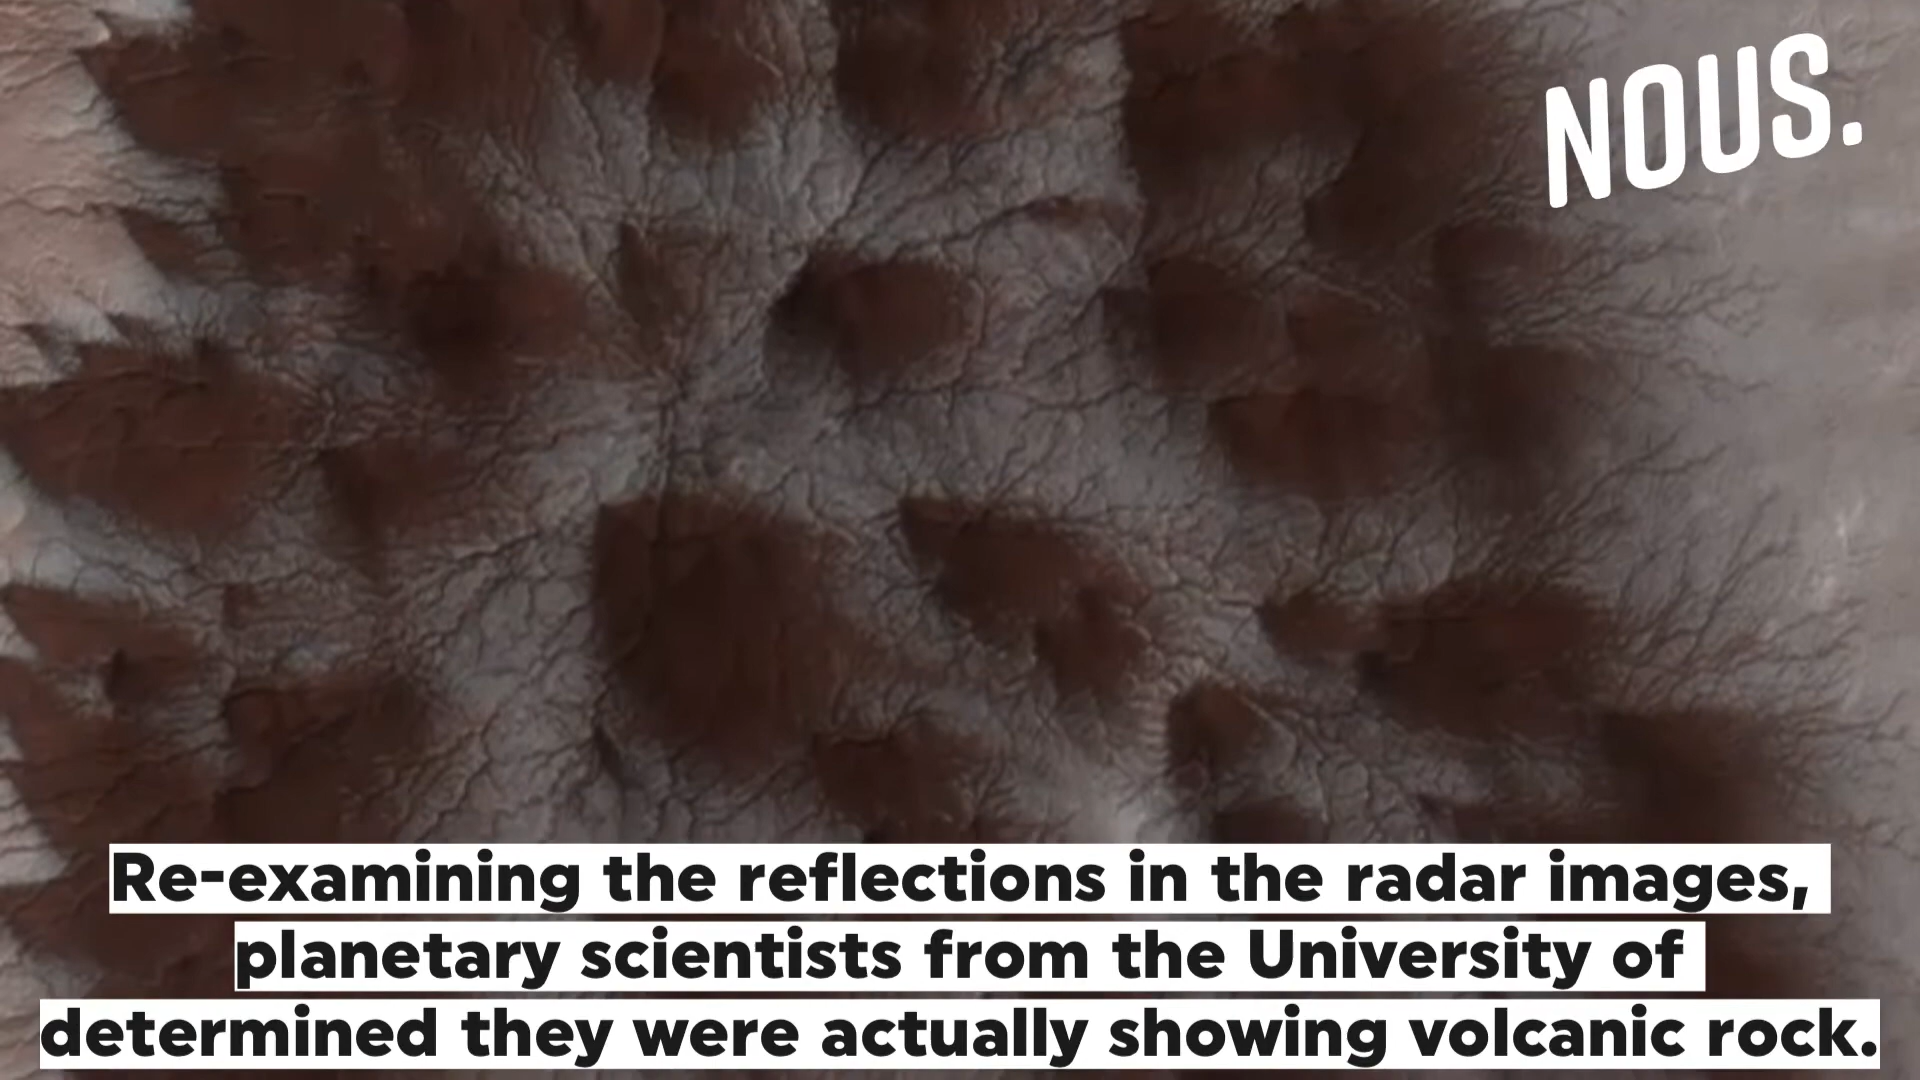 NOUS.
Re-examining the reflections in the radar images,
planetary scientists from the University of
determined they were actually showing volcanic rock.